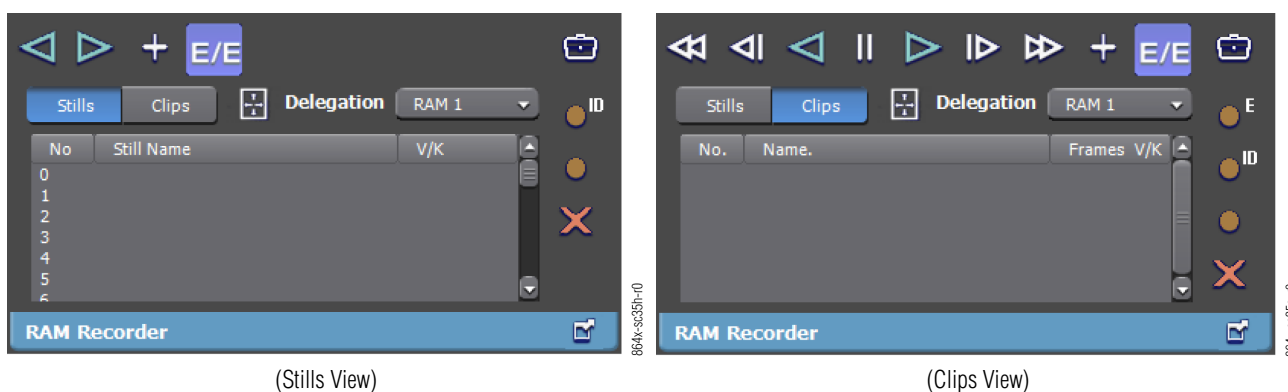 E/E
Stills Clips Delegation RAM 1 ID
No Still Name V/K
0
1
2
3
4
5
6
RAM Recorder
864x-sc35h-r0
(Stills View)
E/E
Stills Clips Delegation RAM 1 E
No. Name. Frames V/K ID
RAM Recorder
(Clips View)